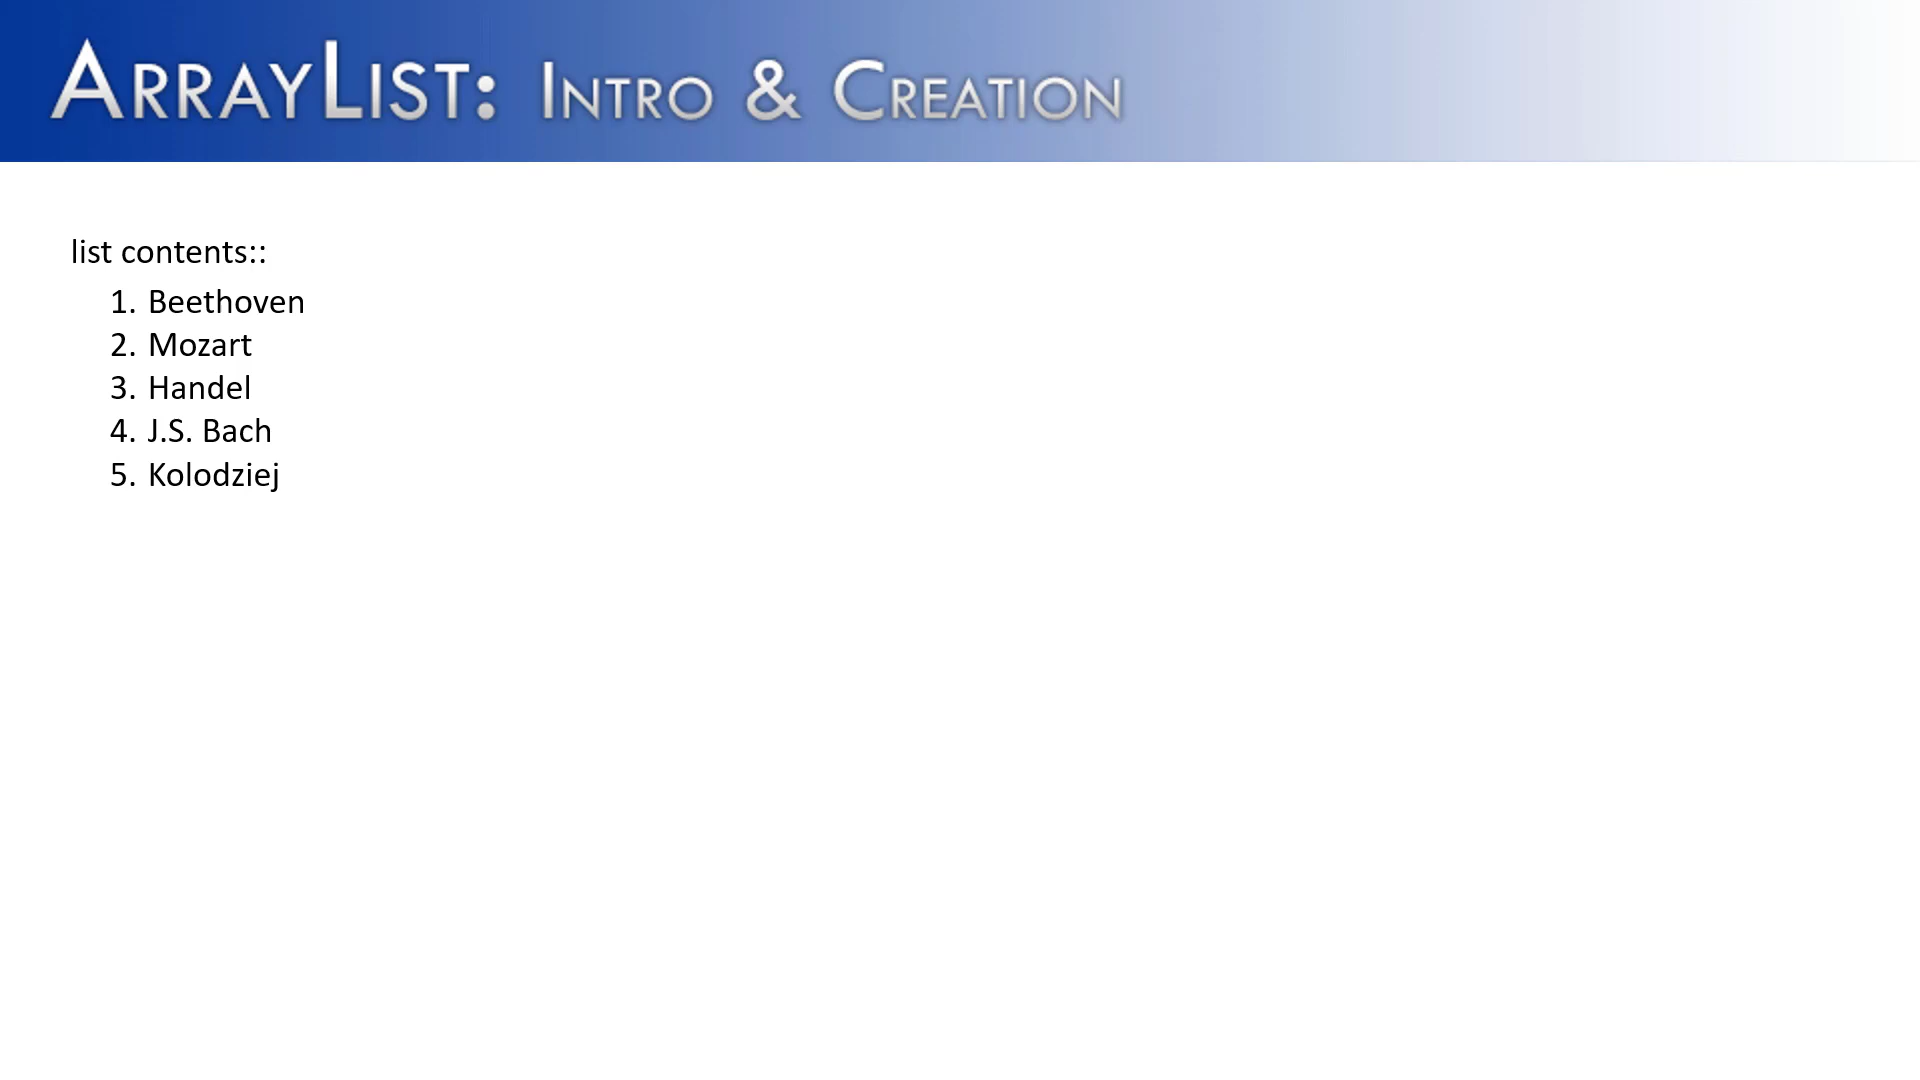 ArrayList: Intro & Creation
list contents::
1. Beethoven
2. Mozart
3. Handel
4. J.S. Bach
5. Kolodziej